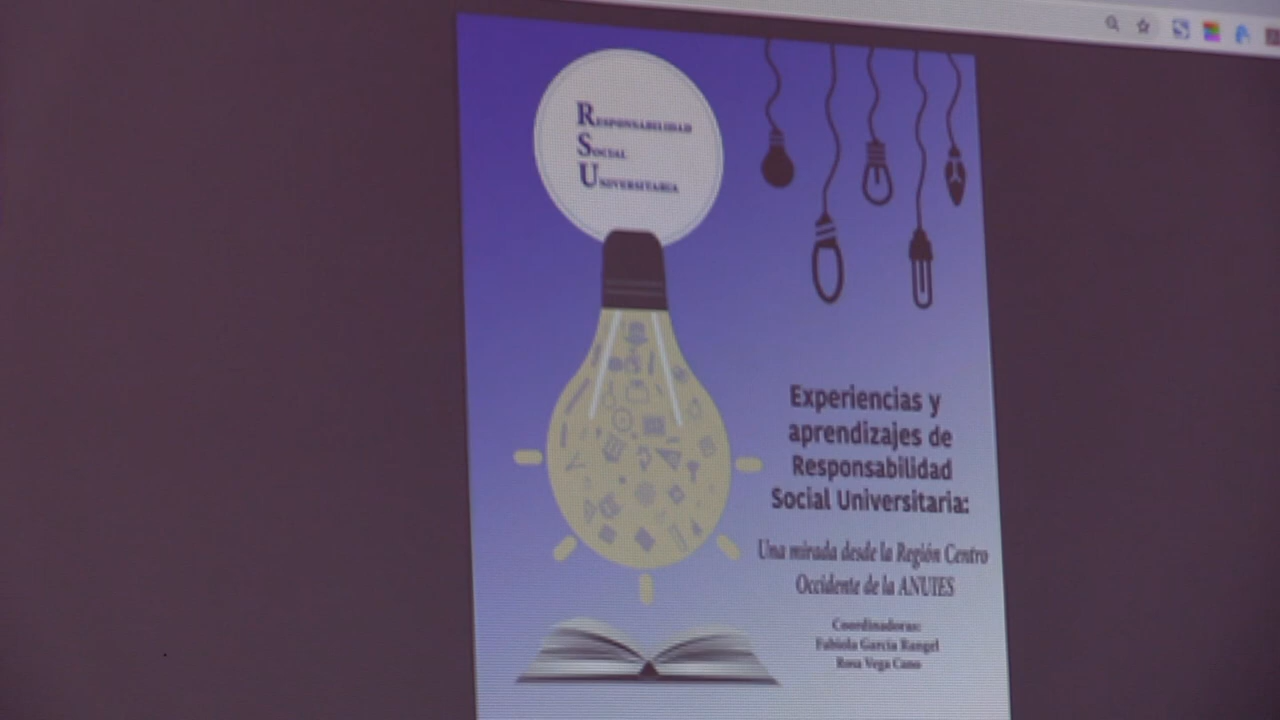 RESPONSABILIDAD
SOCIAL
UNIVERSITARIA
Experiencias y
aprendizajes de
Responsabilidad
Social Universitaria:
Una mirada desde la Región Centro
Occidente de la ANUIES
Coordinadoras:
Fabiola García Rangel
Rosa Vega Cano